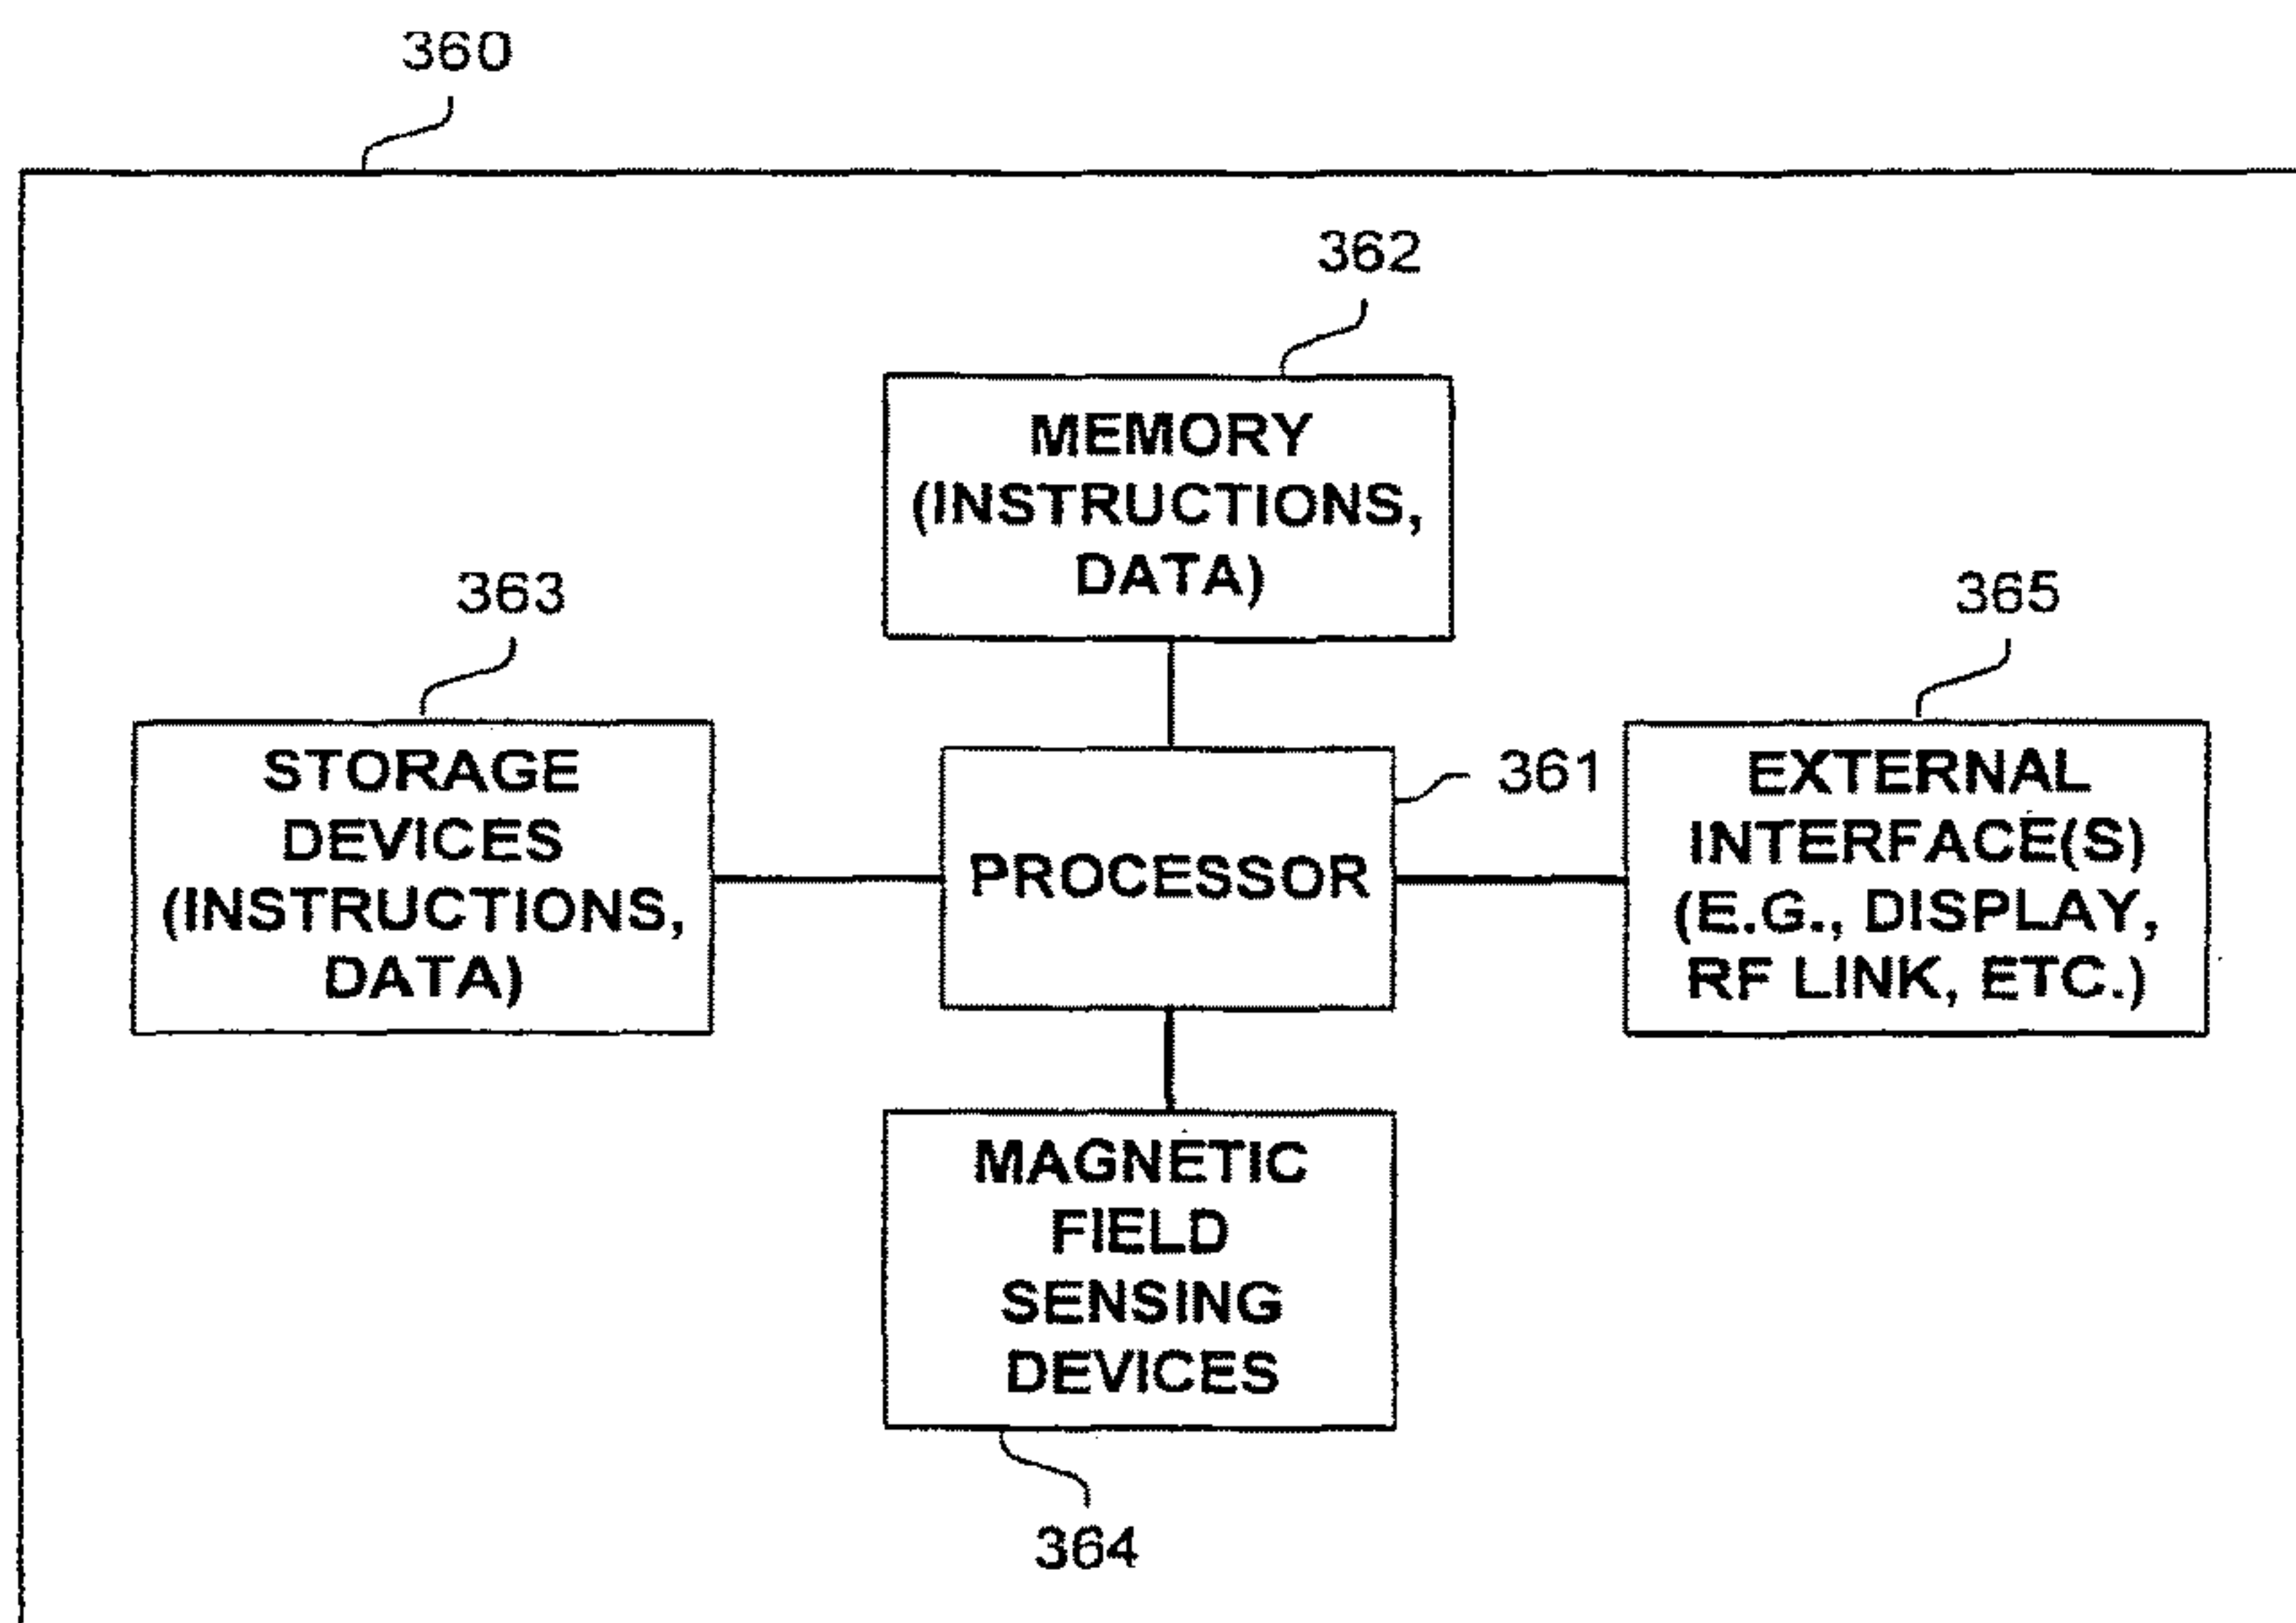 360
362
MEMORY
(INSTRUCTIONS,
DATA)
363
STORAGE
DEVICES
(INSTRUCTIONS,
DATA)
361
PROCESSOR
365
EXTERNAL
INTERFACE(S)
(E.G., DISPLAY,
RF LINK, ETC.)
MAGNETIC
FIELD
SENSING
DEVICES
364